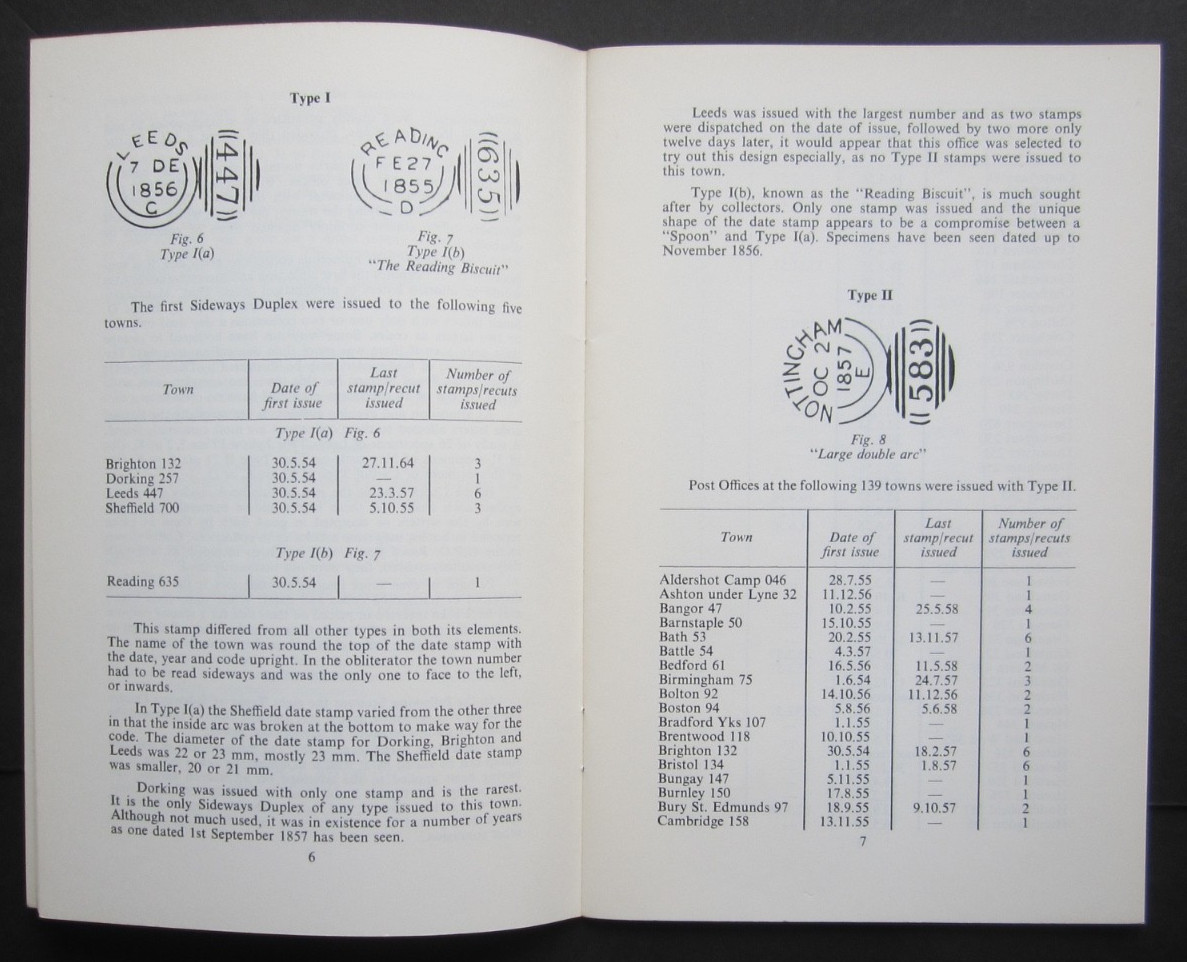 Type I
LEEDS
7 DE
1856
C
447
READING
FE27
1855
D
635
Fig. 6
Type I(a)
Fig. 7
Type I(b)
"The Reading Biscuit"
The first Sideways Duplex were issued to the following five
towns.
Town | Date of first issue | Last stamp/recut issued | Number of stamps/recuts issued
Type I(a) Fig. 6
Brighton 132 | 30.5.54 | 27.11.64 | 3
Dorking 257 | 30.5.54 | — | 1
Leeds 447 | 30.5.54 | 23.3.57 | 6
Sheffield 700 | 30.5.54 | 5.10.55 | 3
Type I(b) Fig. 7
Reading 635 | 30.5.54 | — | 1
This stamp differed from all other types in both its elements.
The name of the town was round the top of the date stamp with
the date, year and code upright. In the obliterator the town number
had to be read sideways and was the only one to face to the left,
or inwards.
In Type I(a) the Sheffield date stamp varied from the other three
in that the inside arc was broken at the bottom to make way for the
code. The diameter of the date stamp for Dorking, Brighton and
Leeds was 22 or 23 mm, mostly 23 mm. The Sheffield date stamp
was smaller, 20 or 21 mm.
Dorking was issued with only one stamp and is the rarest.
It is the only Sideways Duplex of any type issued to this town.
Although not much used, it was in existence for a number of years
as one dated 1st September 1857 has been seen.
6
Leeds was issued with the largest number and as two stamps
were dispatched on the date of issue, followed by two more only
twelve days later, it would appear that this office was selected to
try out this design especially, as no Type II stamps were issued to
this town.
Type I(b), known as the "Reading Biscuit", is much sought
after by collectors. Only one stamp was issued and the unique
shape of the date stamp appears to be a compromise between a
"Spoon" and Type I(a). Specimens have been seen dated up to
November 1856.
Type II
NOTTINGHAM
OC 27
1857
E
583
Fig. 8
"Large double arc"
Post Offices at the following 139 towns were issued with Type II.
Town | Date of first issue | Last stamp/recut issued | Number of stamps/recuts issued
Aldershot Camp 046 | 28.7.55 | — | 1
Ashton under Lyne 32 | 11.12.56 | — | 1
Bangor 47 | 10.2.55 | 25.5.58 | 4
Barnstaple 50 | 15.10.55 | — | 1
Bath 53 | 20.2.55 | 13.11.57 | 6
Battle 54 | 4.3.57 | — | 1
Bedford 61 | 16.5.56 | 11.5.58 | 2
Birmingham 75 | 1.6.54 | 24.7.57 | 3
Bolton 92 | 14.10.56 | 11.12.56 | 2
Boston 94 | 5.8.56 | 5.6.58 | 2
Bradford Yks 107 | 1.1.55 | — | 1
Brentwood 118 | 10.10.55 | — | 1
Brighton 132 | 30.5.54 | 18.2.57 | 6
Bristol 134 | 1.1.55 | 1.8.57 | 6
Bungay 147 | 5.11.55 | — | 1
Burnley 150 | 17.8.55 | — | 1
Bury St. Edmunds 97 | 18.9.55 | 9.10.57 | 2
Cambridge 158 | 13.11.55 | — | 1
7